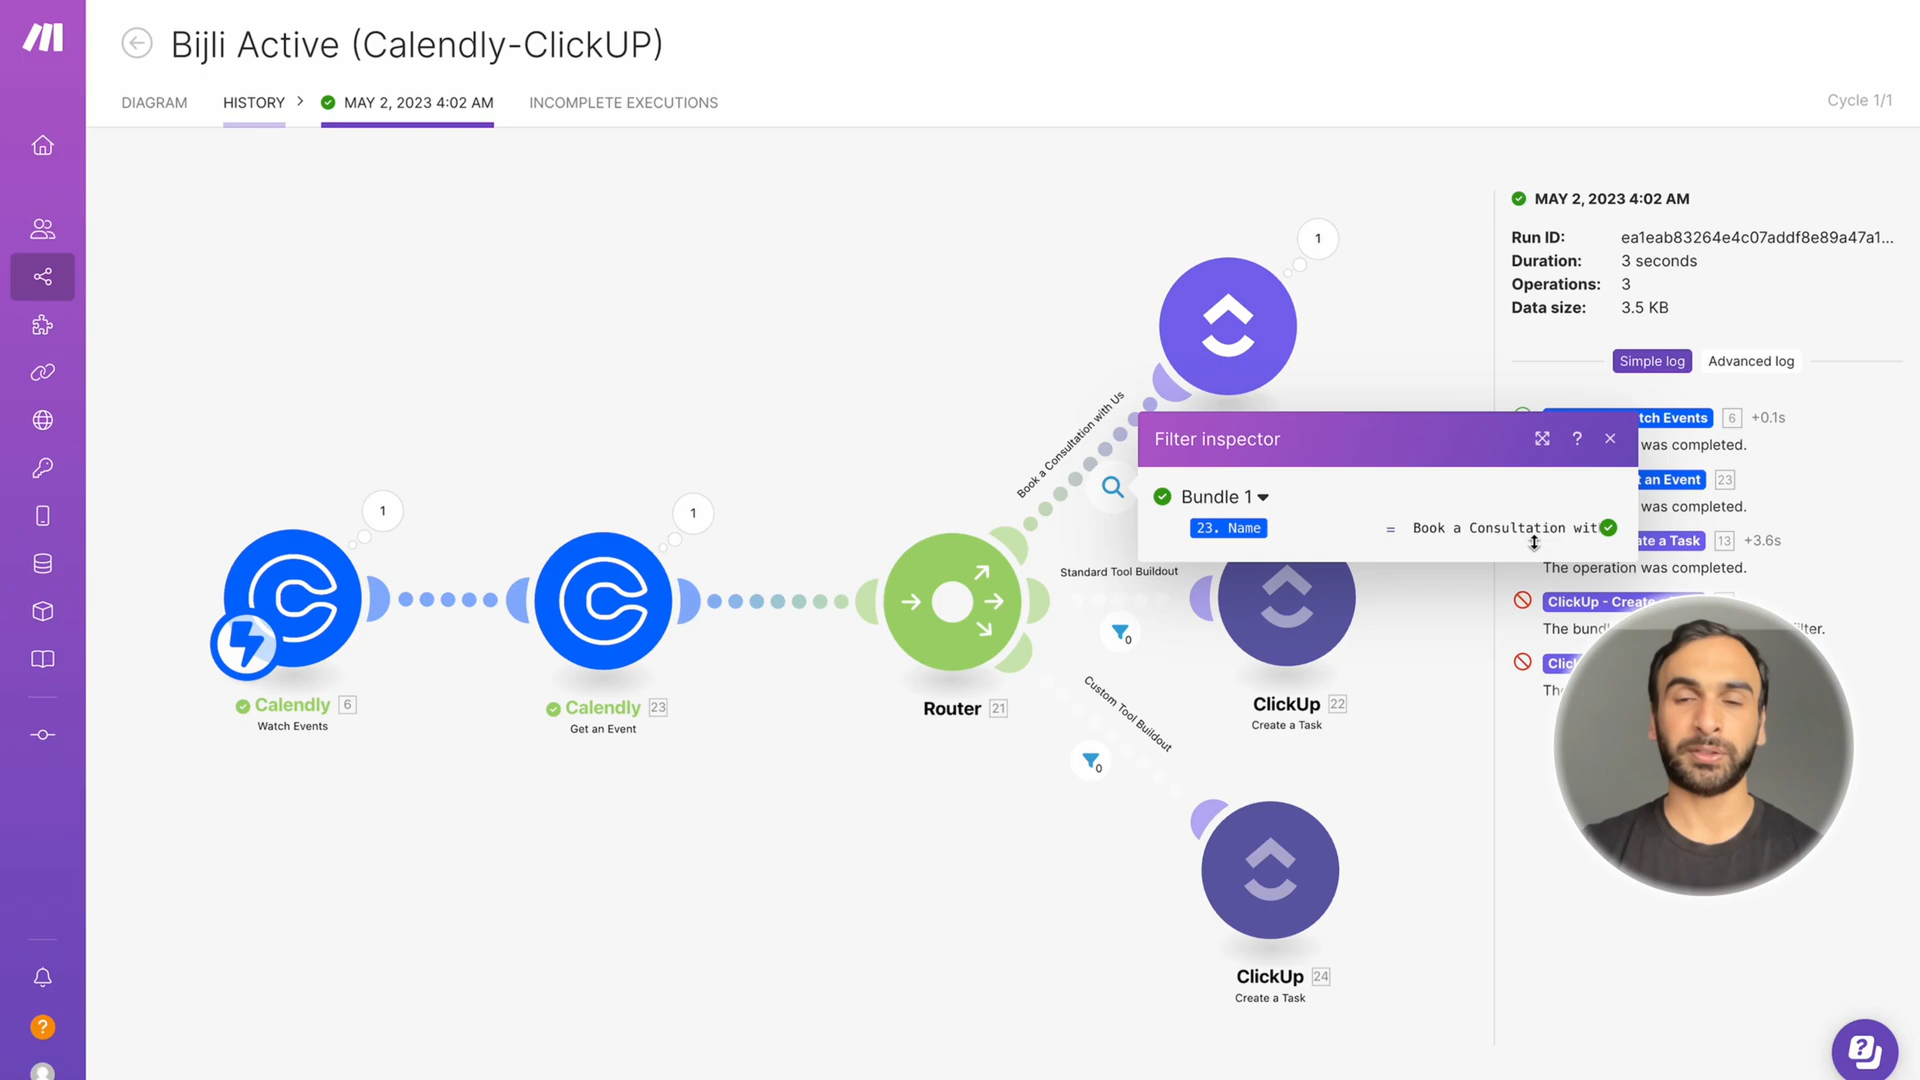 Bijli Active (Calendly-ClickUP)
DIAGRAM
HISTORY
MAY 2, 2023 4:02 AM
INCOMPLETE EXECUTIONS
Cycle 1/1
MAY 2, 2023 4:02 AM
Run ID: ea1eab83264e4c07addf8e89a47a1...
Duration: 3 seconds
Operations: 3
Data size: 3.5 KB
Simple log
Advanced log
tch Events 6 +0.1s
was completed.
t an Event 23
was completed.
te a Task 13 +3.6s
The operation was completed.
ClickUp - Create
The bund
filter.
Clic
Th
1
Book a Consultation with Us
Filter inspector
?
Bundle 1
23. Name = Book a Consultation wit
1
1
Standard Tool Buildout
0
Custom Tool Buildout
0
Calendly 6
Watch Events
Calendly 23
Get an Event
Router 21
ClickUp 22
Create a Task
ClickUp 24
Create a Task
?
?